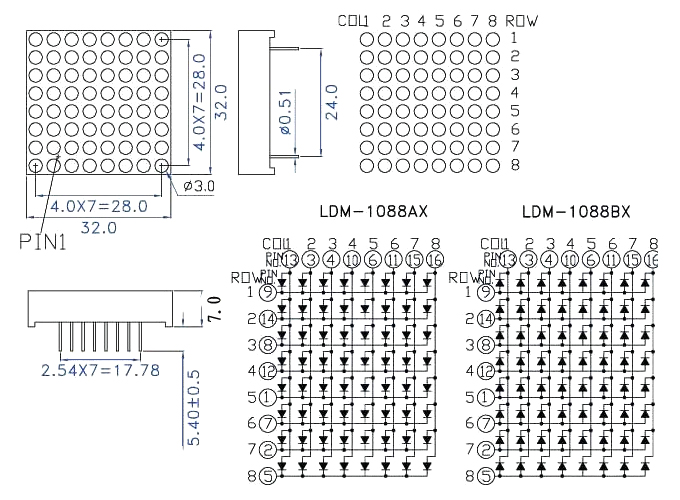 COL1 2 3 4 5 6 7 8 ROW
1
2
3
4
5
6
7
8
4.0X7=28.0
32.0
ø0.51
24.0
ø3.0
4.0X7=28.0
32.0
PIN1
LDM-1088AX
COL1 2 3 4 5 6 7 8
PIN NO. 13 3 4 10 6 11 15 16
ROW PIN NO.
1 9
2 14
3 8
4 12
5 1
6 7
7 2
8 5
LDM-1088BX
COL1 2 3 4 5 6 7 8
PIN NO. 13 3 4 10 6 11 15 16
ROW PIN NO.
1 9
2 14
3 8
4 12
5 1
6 7
7 2
8 5
7.0
2.54X7=17.78
5.40±0.5